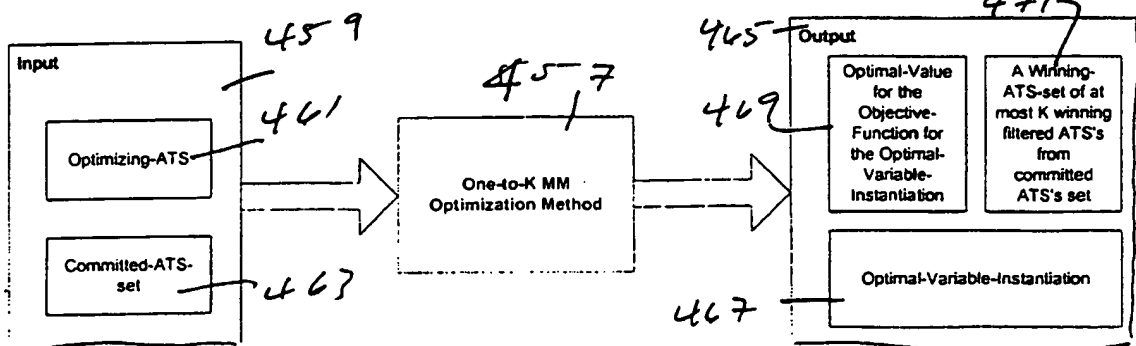 Input
459
461
Optimizing-ATS
Committed-ATS-
set
463
457
One-to-K MM
Optimization Method
465
Output
469
Optimal-Value
for the
Objective-
Function for
the Optimal-
Variable-
Instantiation
A Winning-
ATS-set of at
most K winning
filtered ATS's
from
committed
ATS's set
Optimal-Variable-Instantiation
467